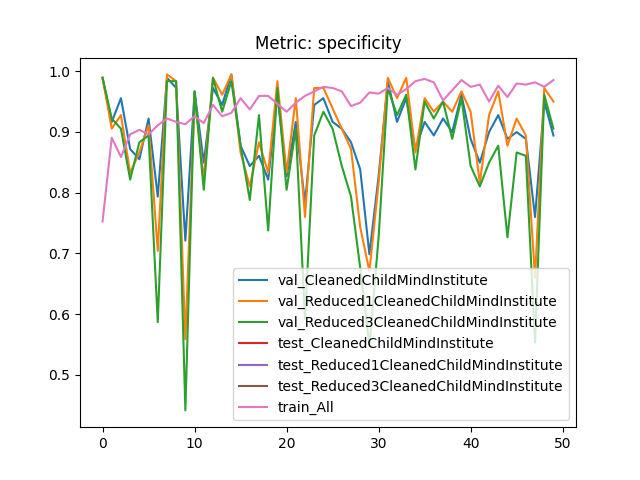 Metric: specificity
1.0
0.9
0.8
0.7
0.6
0.5
0
10
20
30
40
50
val_CleanedChildMindInstitute
val_Reduced1CleanedChildMindInstitute
val_Reduced3CleanedChildMindInstitute
test_CleanedChildMindInstitute
test_Reduced1CleanedChildMindInstitute
test_Reduced3CleanedChildMindInstitute
train_All